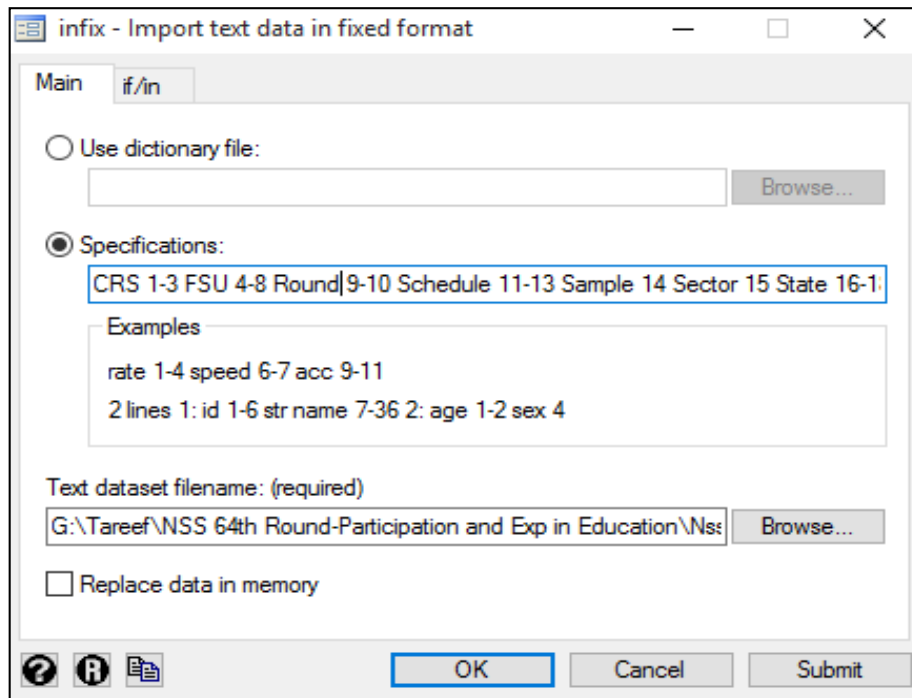 infix - Import text data in fixed format
Main if/in
Use dictionary file:
Browse...
Specifications:
CRS 1-3 FSU 4-8 Round 9-10 Schedule 11-13 Sample 14 Sector 15 State 16-1
Examples
rate 1-4 speed 6-7 acc 9-11
2 lines 1: id 1-6 str name 7-36 2: age 1-2 sex 4
Text dataset filename: (required)
G:\Tareef\NSS 64th Round-Participation and Exp in Education\Nss
Browse...
Replace data in memory
? R OK Cancel Submit